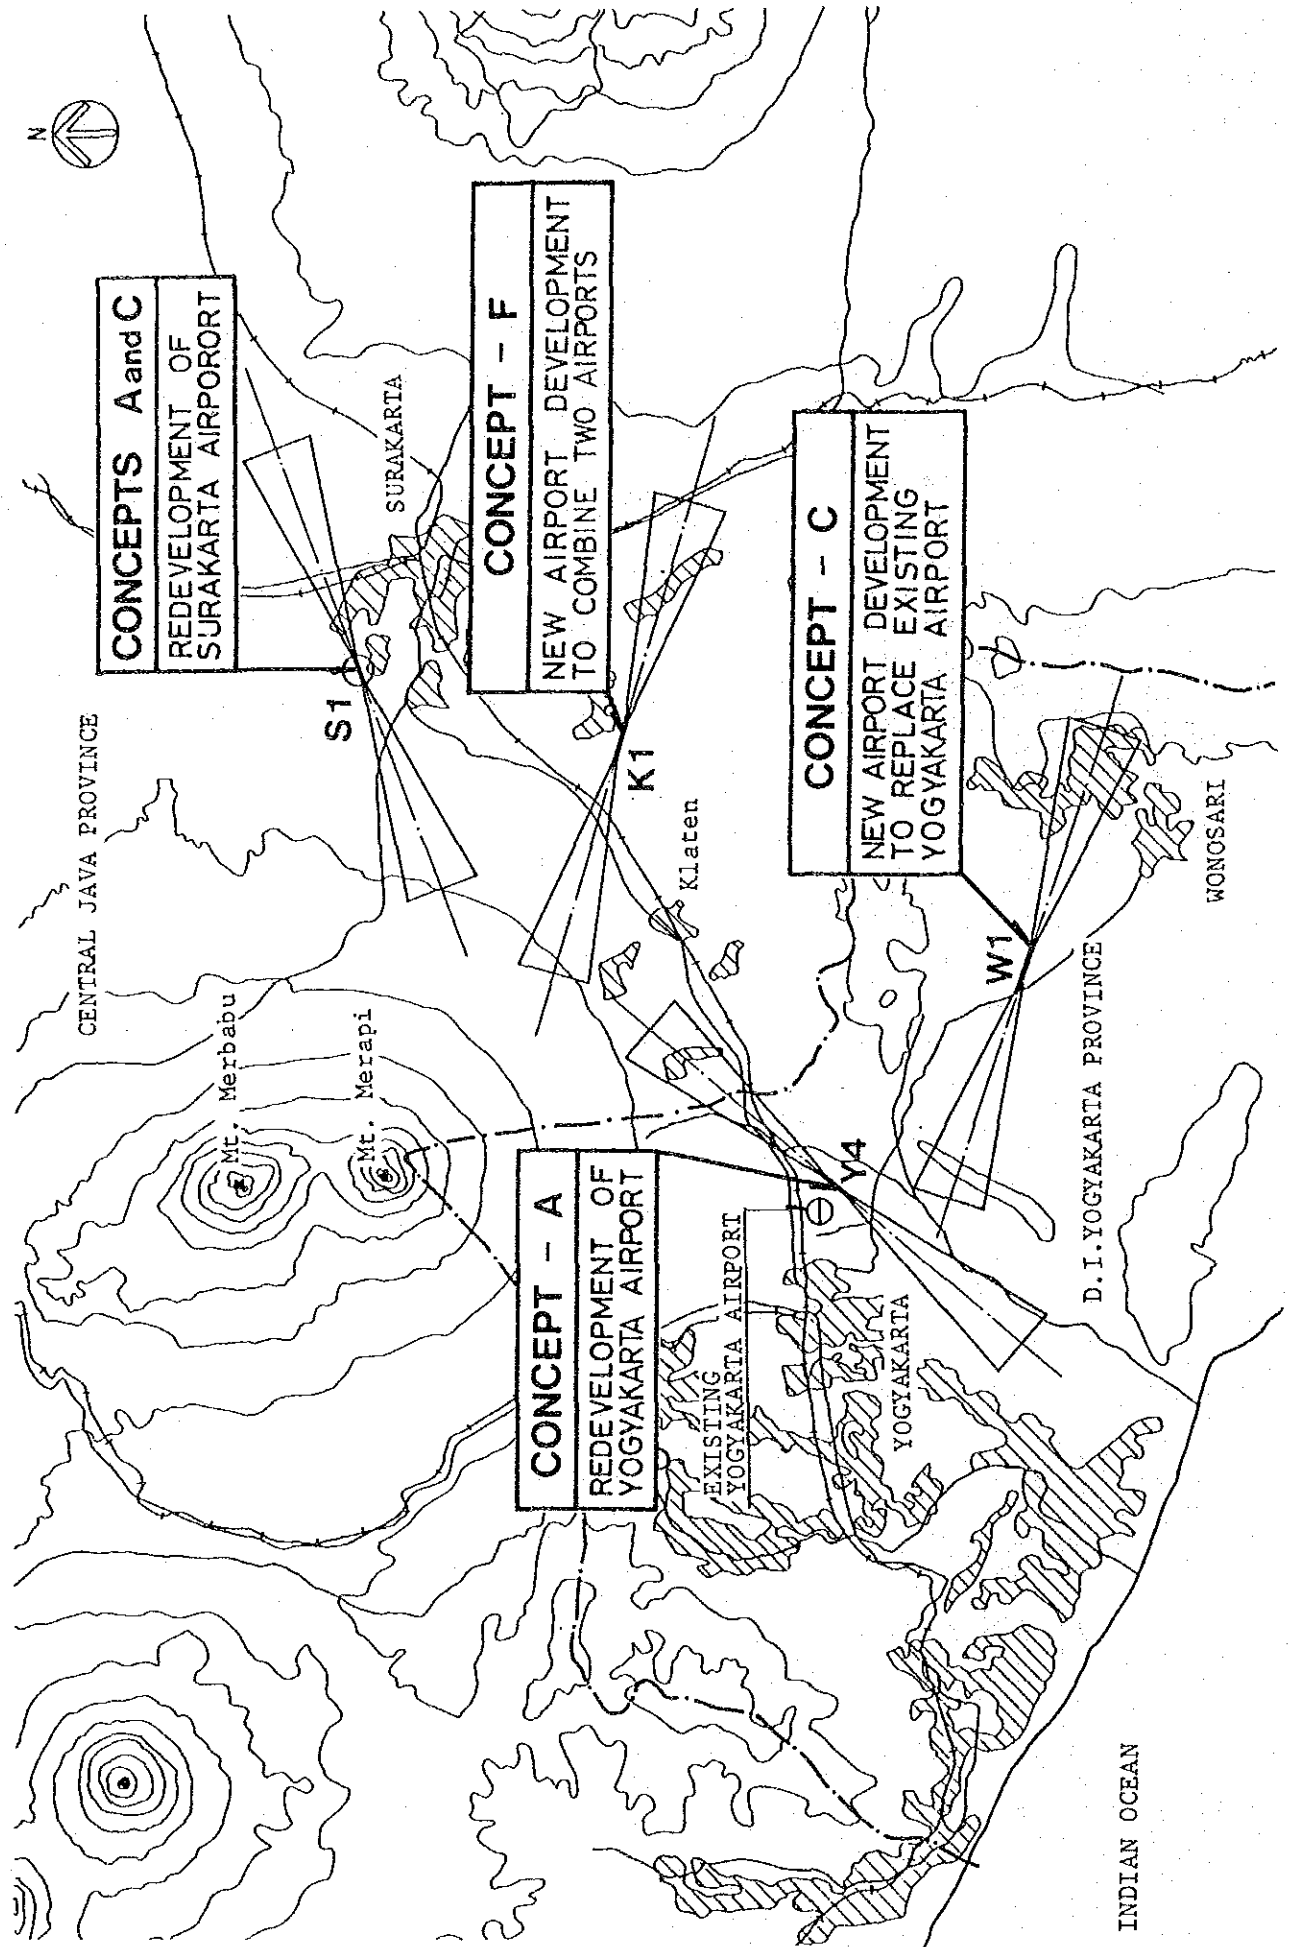 N
CONCEPTS A and C
REDEVELOPMENT OF
SURAKARTA AIRPORORT
CENTRAL JAVA PROVINCE
S1
SURAKARTA
Mt. Merbabu
Mt. Merapi
CONCEPT – F
NEW AIRPORT DEVELOPMENT
TO COMBINE TWO AIRPORTS
K1
Klaten
CONCEPT – A
REDEVELOPMENT OF
YOGYAKARTA AIRPORT
EXISTING
YOGYAKARTA AIRPORT
Y4
YOGYAKARTA
CONCEPT – C
NEW AIRPORT DEVELOPMENT
TO REPLACE EXISTING
YOGYAKARTA AIRPORT
W1
WONOSARI
D.I.YOGYAKARTA PROVINCE
INDIAN OCEAN